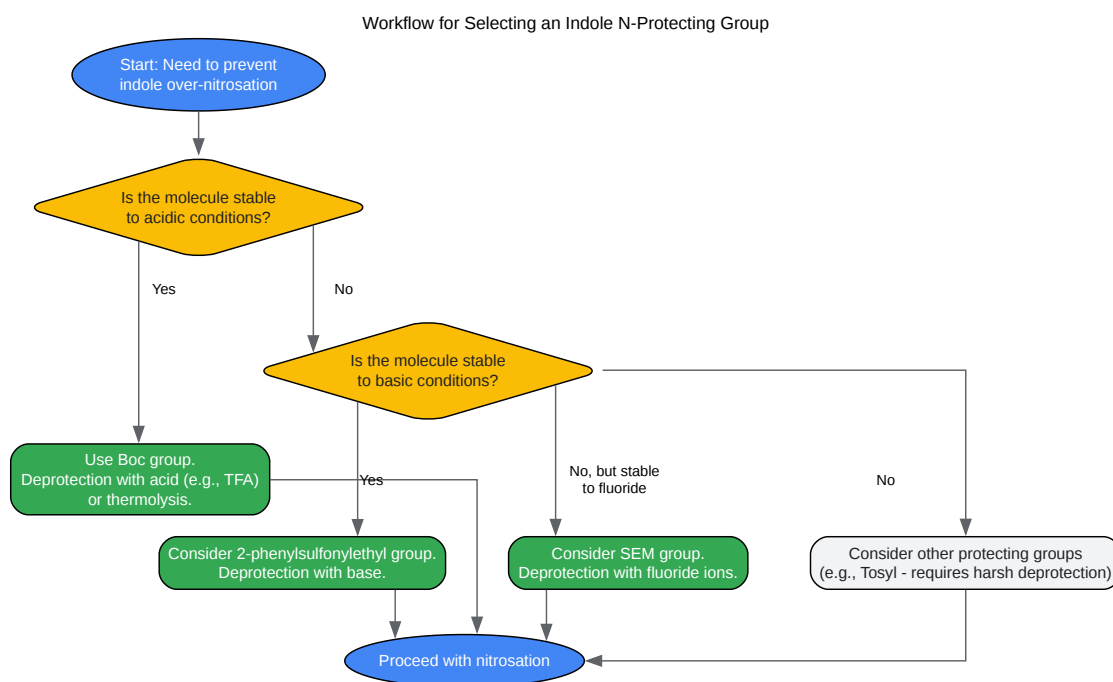 Workflow for Selecting an Indole N-Protecting Group
Start: Need to prevent
indole over-nitrosation
Is the molecule stable
to acidic conditions?
Yes
No
Is the molecule stable
to basic conditions?
Use Boc group.
Deprotection with acid (e.g., TFA)
or thermolysis.
Yes
No, but stable
to fluoride
No
Consider 2-phenylsulfonylethyl group.
Deprotection with base.
Consider SEM group.
Deprotection with fluoride ions.
Consider other protecting groups
(e.g., Tosyl - requires harsh deprotection)
Proceed with nitrosation